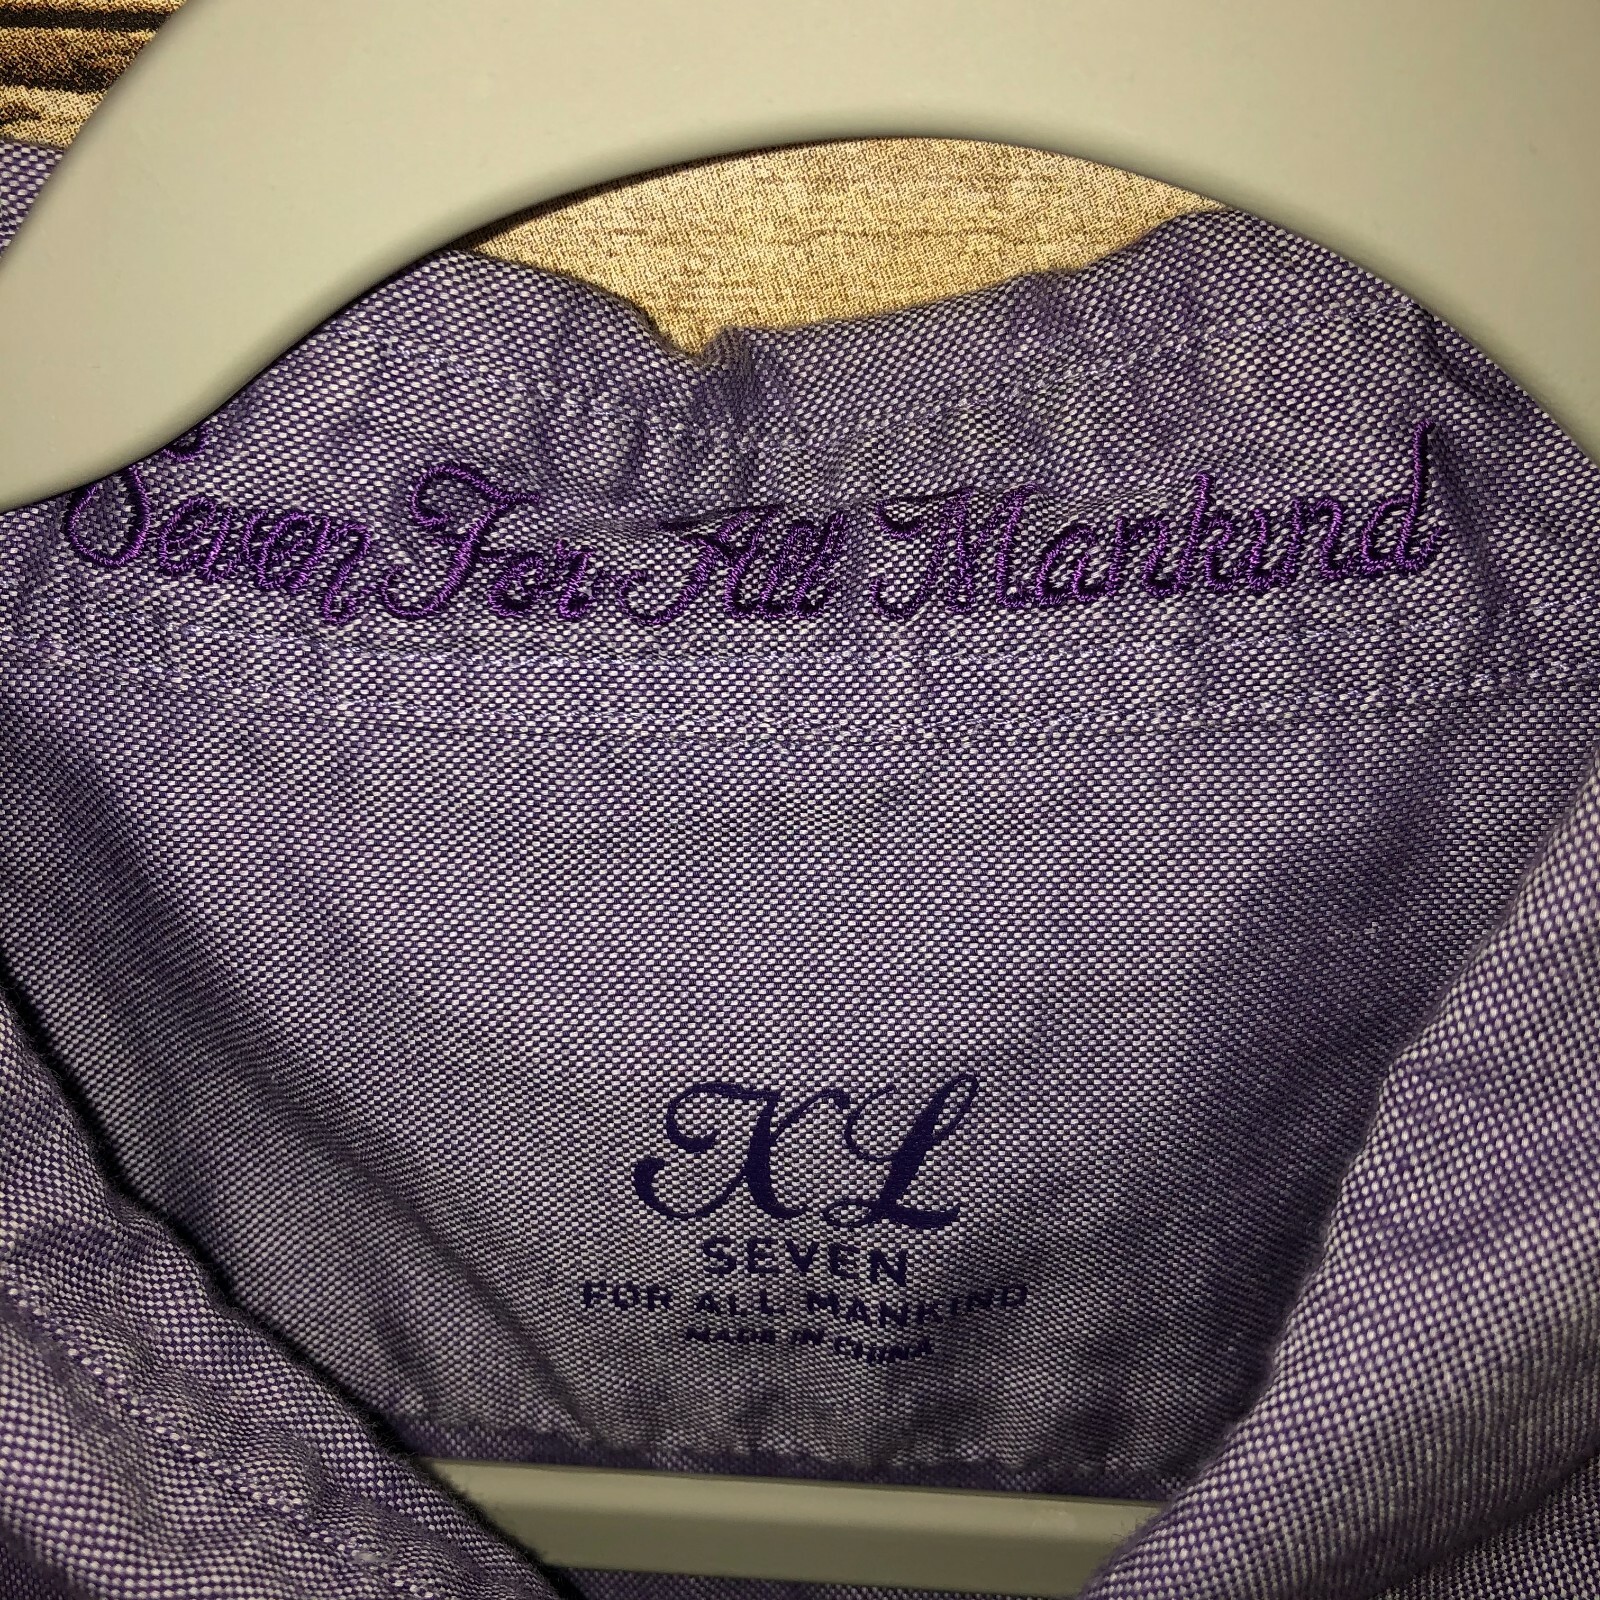 Seven For All Mankind
XL
SEVEN
FOR ALL MANKIND
MADE IN CHINA